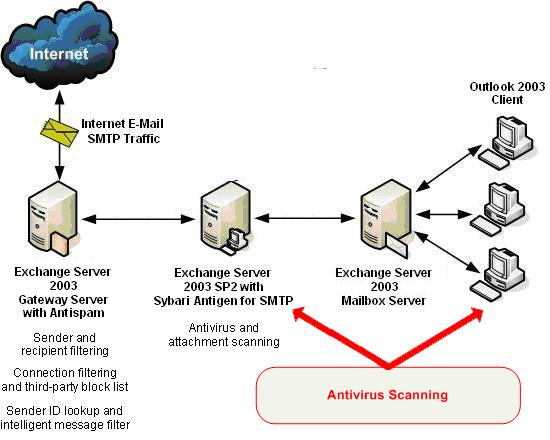 Internet
Internet E-Mail
SMTP Traffic
Outlook 2003
Client
Exchange Server
2003
Gateway Server
with Antispam
Sender and
recipient filtering
Connection filtering
and third-party block list
Sender ID lookup and
intelligent message filter
Exchange Server
2003 SP2 with
Sybari Antigen for SMTP
Antivirus and
attachment scanning
Exchange Server
2003
Mailbox Server
Antivirus Scanning